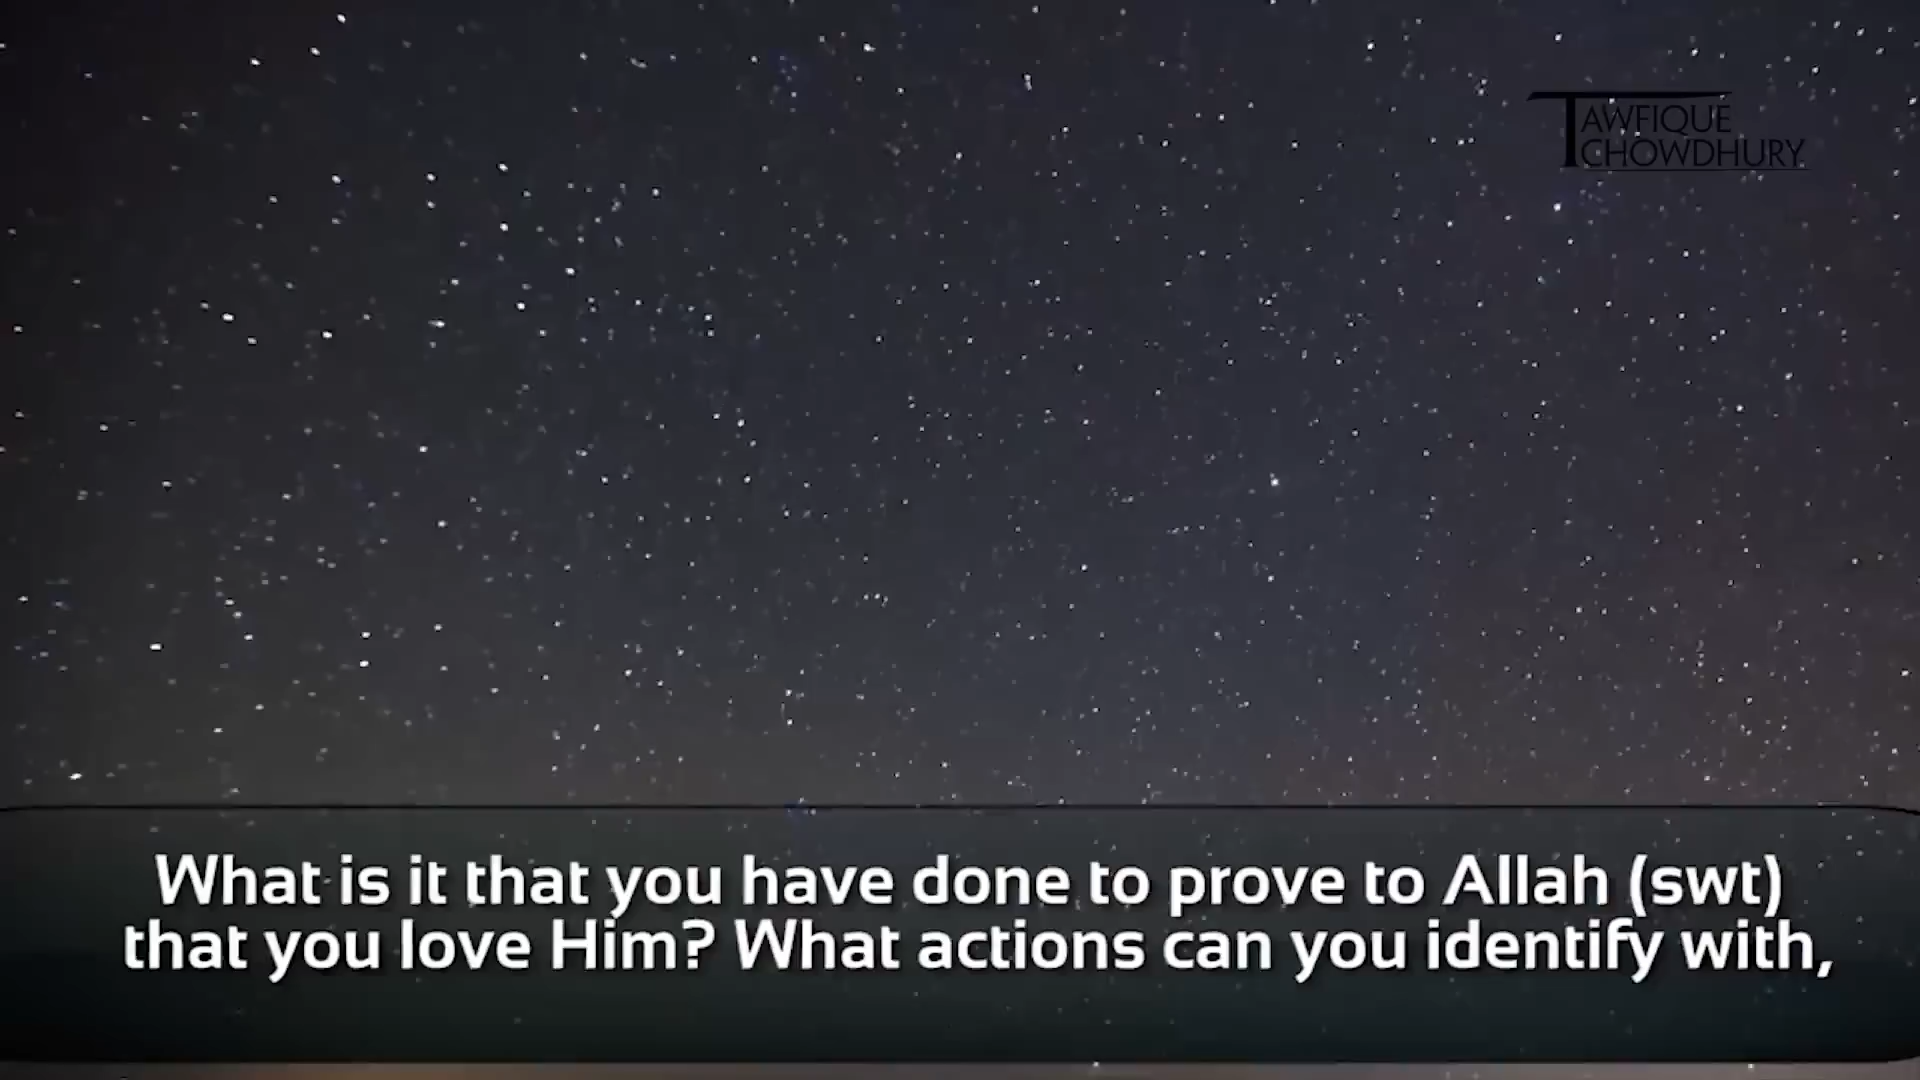 TAWFIQUE
CHOWDHURY
What is it that you have done to prove to Allah (swt)
that you love Him? What actions can you identify with,